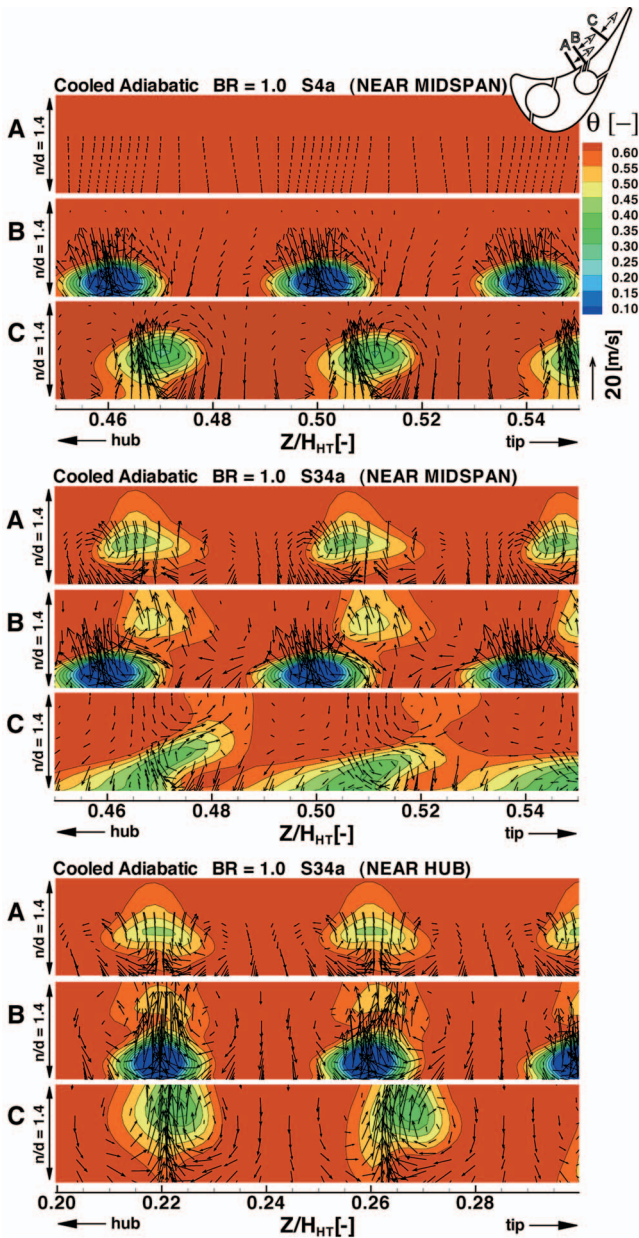 C
B
A
Cooled Adiabatic BR = 1.0 S4a (NEAR MIDSPAN)
θ [–]
A
n/d = 1.4
0.60
0.55
0.50
0.45
0.40
0.35
0.30
0.25
0.20
0.15
0.10
B
n/d = 1.4
C
n/d = 1.4
20 [m/s]
0.46 0.48 0.50 0.52 0.54
hub Z/H_HT[-] tip
Cooled Adiabatic BR = 1.0 S34a (NEAR MIDSPAN)
A
n/d = 1.4
B
n/d = 1.4
C
n/d = 1.4
0.46 0.48 0.50 0.52 0.54
hub Z/H_HT[-] tip
Cooled Adiabatic BR = 1.0 S34a (NEAR HUB)
A
n/d = 1.4
B
n/d = 1.4
C
n/d = 1.4
0.20 0.22 0.24 0.26 0.28
hub Z/H_HT[-] tip